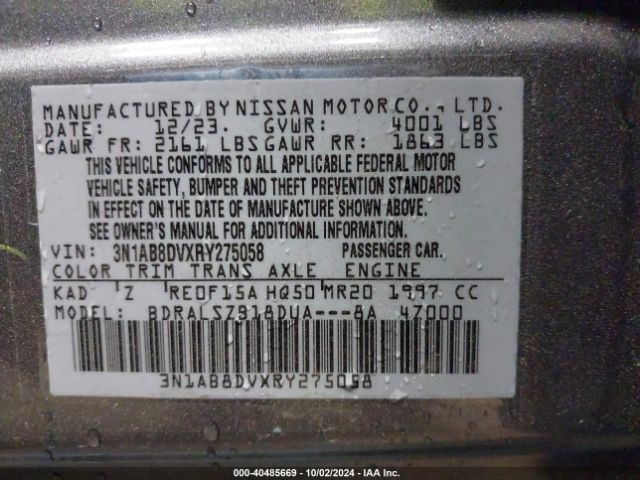 MANUFACTURED BY NISSAN MOTOR CO., LTD.
DATE: 12/23. GVWR: 4001 LBS
GAWR FR: 2161 LBS GAWR RR: 1863 LBS
THIS VEHICLE CONFORMS TO ALL APPLICABLE FEDERAL MOTOR
VEHICLE SAFETY, BUMPER AND THEFT PREVENTION STANDARDS
IN EFFECT ON THE DATE OF MANUFACTURE SHOWN ABOVE.
SEE OWNER'S MANUAL FOR ADDITIONAL INFORMATION.
VIN: 3N1AB8DVXRY275058 PASSENGER CAR.
COLOR TRIM TRANS AXLE ENGINE
KAD Z RE0F15A HQ50 MR20 1997 CC
MODEL: BDRALSZB18DUA---8A 4Z000
3N1AB8DVXRY275058
000-40485669 - 10/02/2024 - IAA Inc.